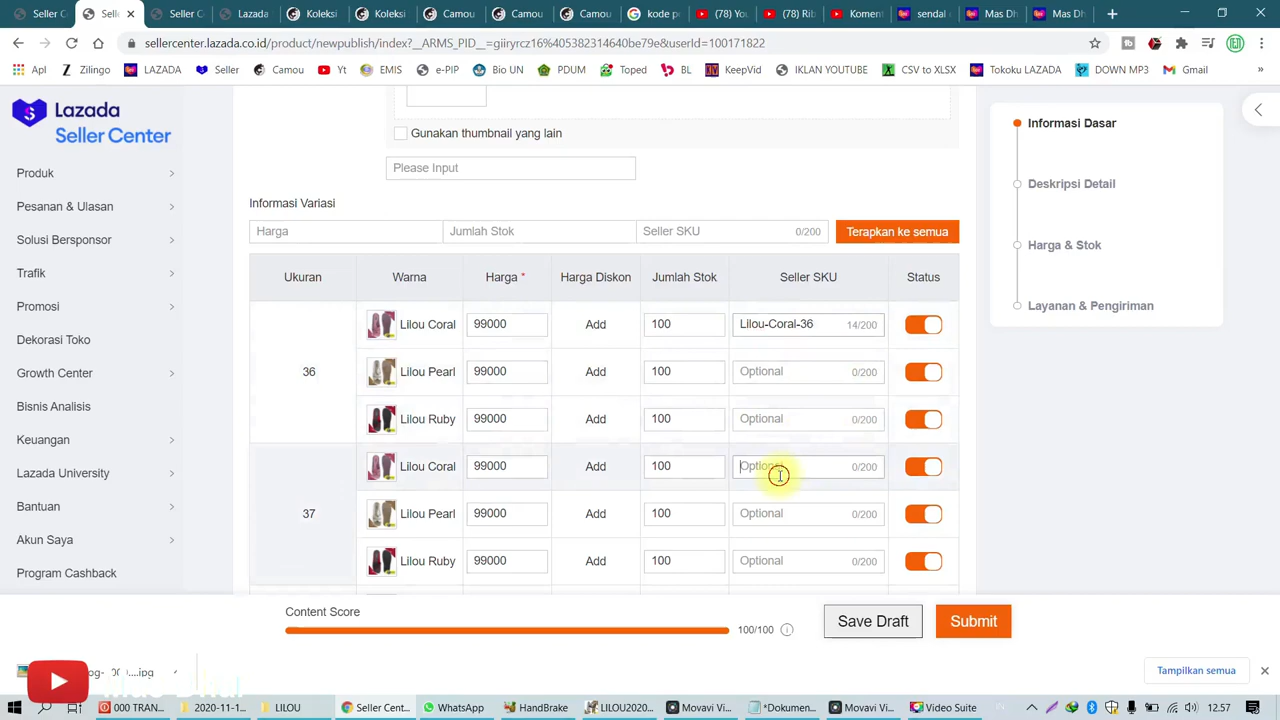 Sell
Seller C
Seller C
Lazada
Konteksi
Camou
Camou
Camou
kode p
(78) Yo
(78) Rib
Koment
sendal
Mas Dh
Mas Dh
sellercenter.lazada.co.id/product/newpublish/index?__ARMS_PID__=giiryrcz16%405382314640be79e&userId=100171822
Apl
Zilingo
LAZADA
Seller
Camou
Yt
EMIS
e-PIP
Bio UN
PDUM
Toped
BL
KeepVid
IKLAN YOUTUBE
CSV to XLSX
Tokoku LAZADA
DOWN MP3
Gmail
»
Lazada
Seller Center
Produk
Pesanan & Ulasan
Solusi Bersponsor
Trafik
Promosi
Dekorasi Toko
Growth Center
Bisnis Analisis
Keuangan
Lazada University
Bantuan
Akun Saya
Program Cashback
Gunakan thumbnail yang lain
Please Input
Informasi Variasi
Harga
Jumlah Stok
Seller SKU
0/200
Terapkan ke semua
Ukuran Warna Harga * Harga Diskon Jumlah Stok Seller SKU Status
36
Lilou Coral 99000 Add 100 Lilou-Coral-36 14/200
Lilou Pearl 99000 Add 100 Optional 0/200
Lilou Ruby 99000 Add 100 Optional 0/200
37
Lilou Coral 99000 Add 100 Optional 0/200
Lilou Pearl 99000 Add 100 Optional 0/200
Lilou Ruby 99000 Add 100 Optional 0/200
Informasi Dasar
Deskripsi Detail
Harga & Stok
Layanan & Pengiriman
Content Score
100/100
Save Draft
Submit
Tampilkan semua
000 TRAN...
2020-11-1...
LILOU
Seller Cent...
WhatsApp
HandBrake
LILOU2020...
Movavi Vi...
*Dokumen...
Movavi Vi...
Video Suite
12.57